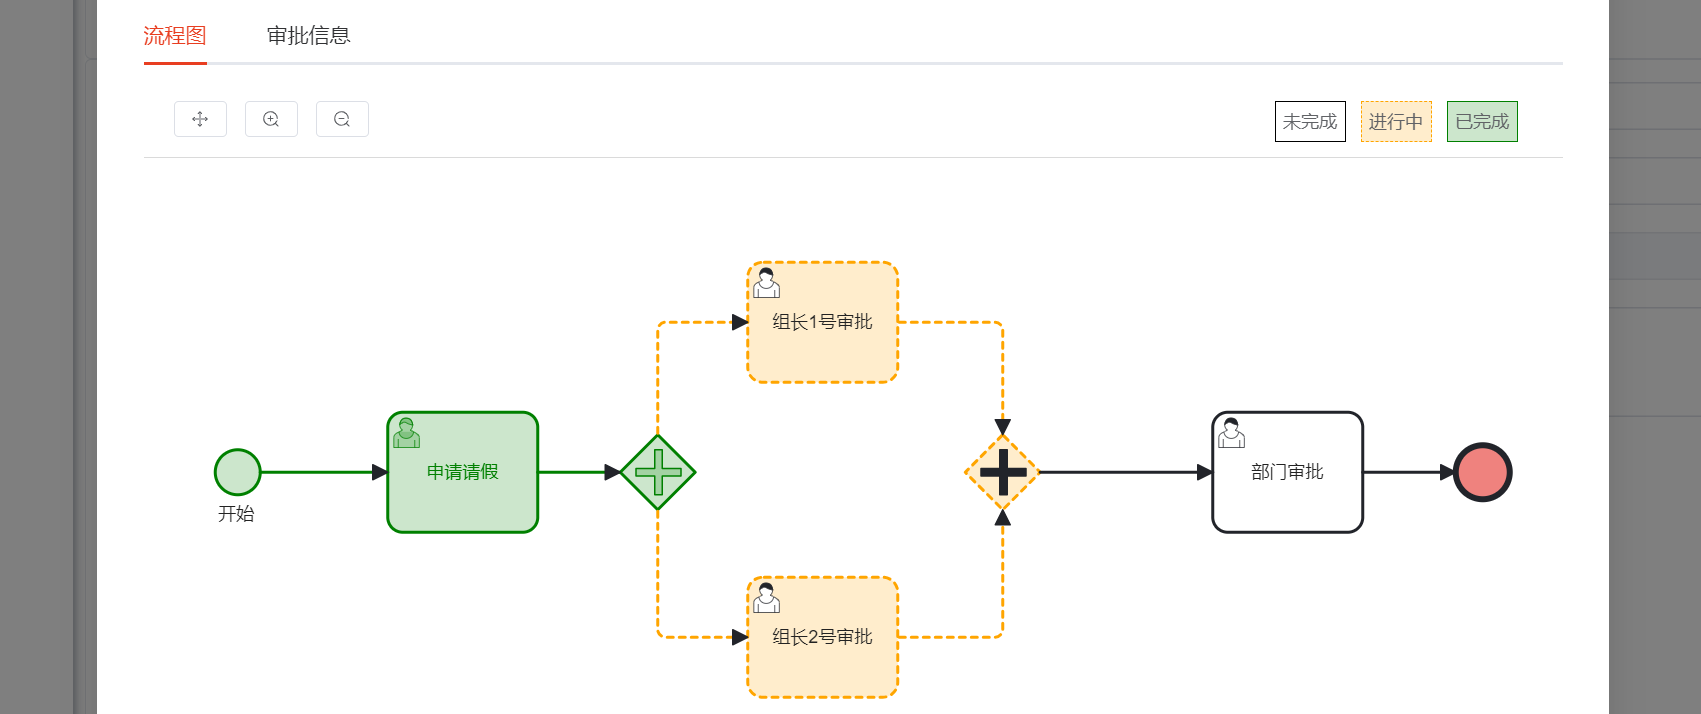 流程图
审批信息
未完成
进行中
已完成
组长1号审批
申请请假
部门审批
开始
组长2号审批